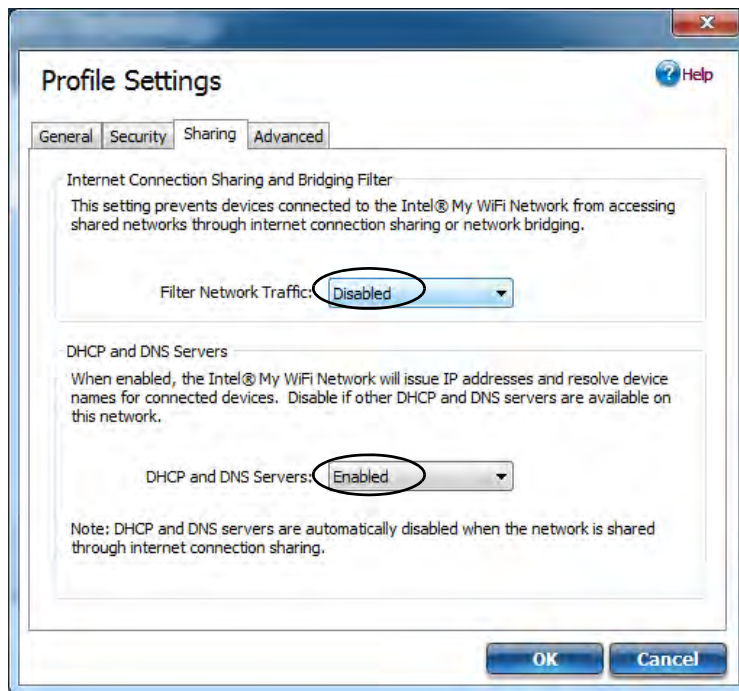 x
Profile Settings
Help
General Security Sharing Advanced
Internet Connection Sharing and Bridging Filter
This setting prevents devices connected to the Intel® My WiFi Network from accessing
shared networks through internet connection sharing or network bridging.
Filter Network Traffic: Disabled
DHCP and DNS Servers
When enabled, the Intel® My WiFi Network will issue IP addresses and resolve device
names for connected devices. Disable if other DHCP and DNS servers are available on
this network.
DHCP and DNS Servers: Enabled
Note: DHCP and DNS servers are automatically disabled when the network is shared
through internet connection sharing.
OK Cancel